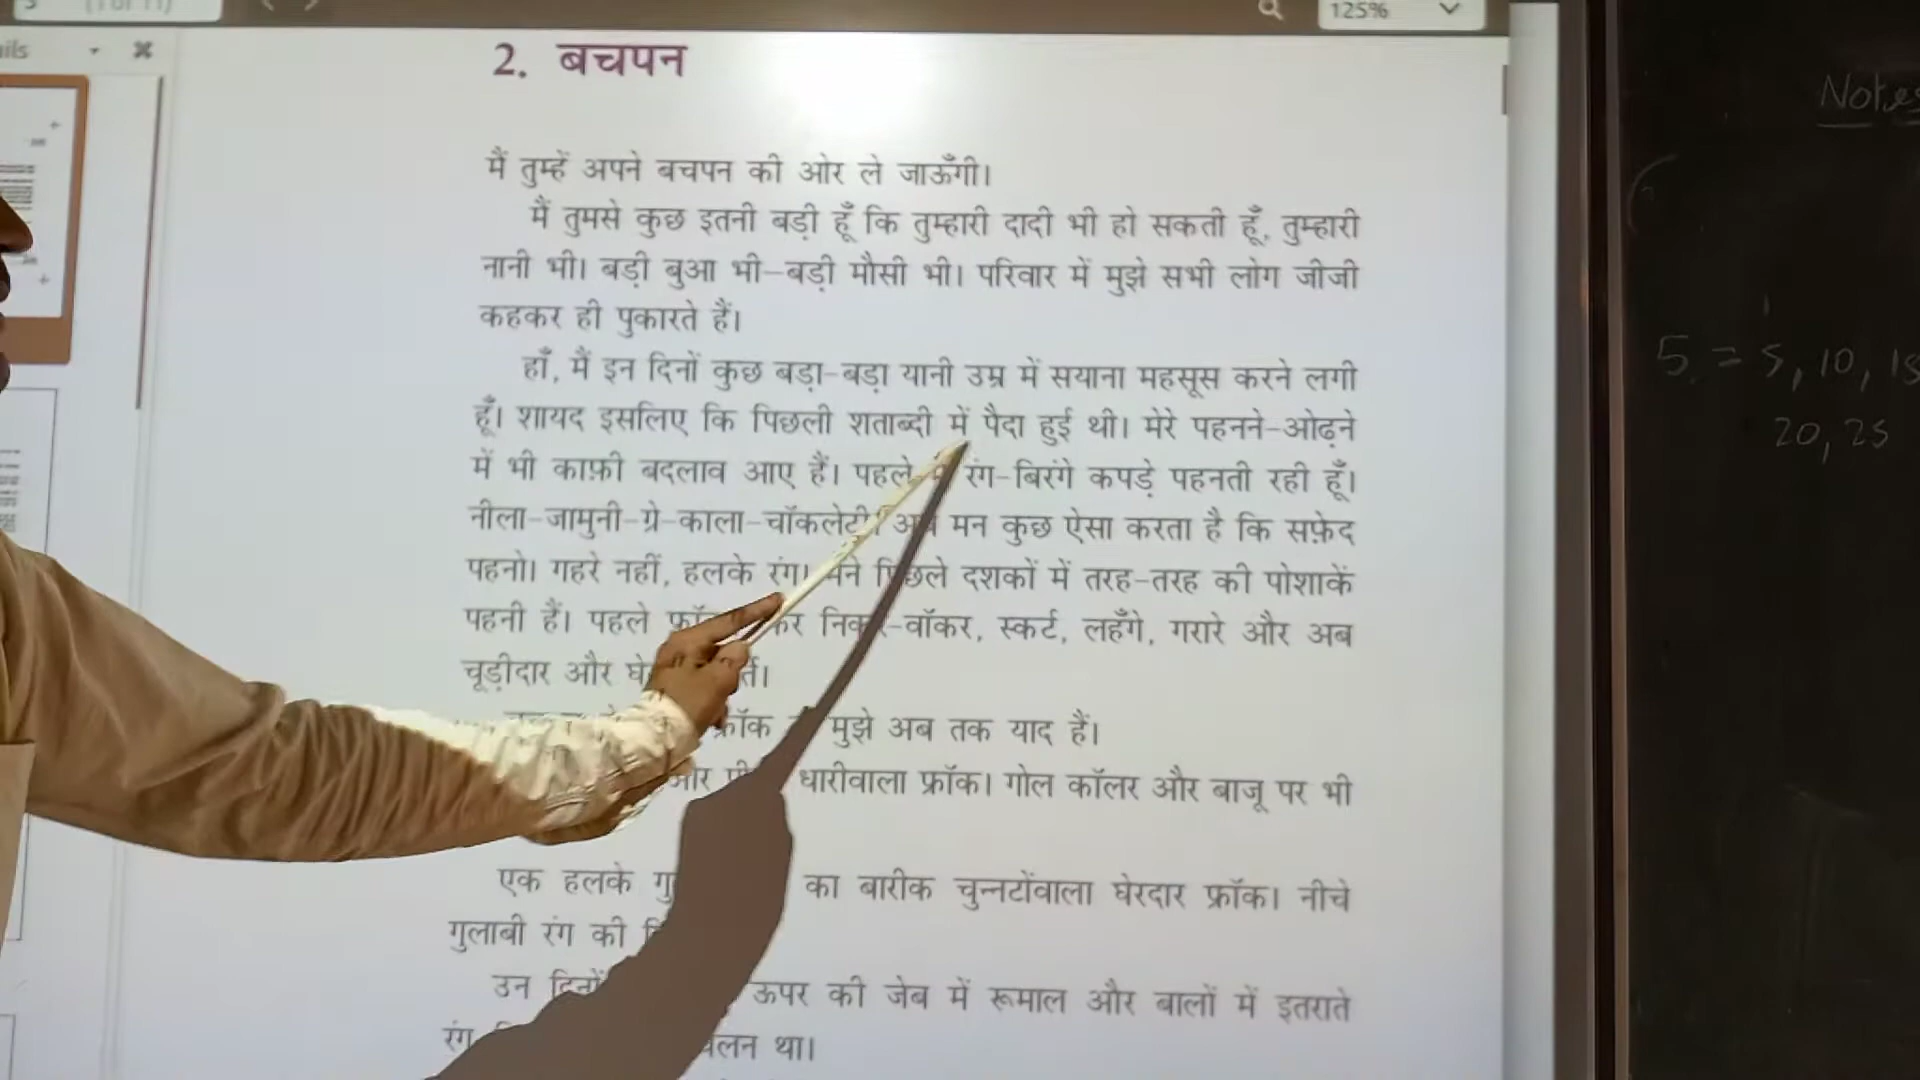 125%
ils
2. बचपन
मैं तुम्हें अपने बचपन की ओर ले जाऊँगी।
मैं तुमसे कुछ इतनी बड़ी हूँ कि तुम्हारी दादी भी हो सकती हूँ, तुम्हारी
नानी भी। बड़ी बुआ भी–बड़ी मौसी भी। परिवार में मुझे सभी लोग जीजी
कहकर ही पुकारते हैं।
हाँ, मैं इन दिनों कुछ बड़ा-बड़ा यानी उम्र में सयाना महसूस करने लगी
हूँ। शायद इसलिए कि पिछली शताब्दी में पैदा हुई थी। मेरे पहनने-ओढ़ने
में भी काफ़ी बदलाव आए हैं। पहले रंग-बिरंगे कपड़े पहनती रही हूँ।
नीला-जामुनी-ग्रे-काला-चॉकलेटी। अब मन कुछ ऐसा करता है कि सफ़ेद
पहनो। गहरे नहीं, हलके रंग। मैंने पिछले दशकों में तरह-तरह की पोशाकें
पहनी हैं। पहले निकर-वॉकर, स्कर्ट, लहँगे, गरारे और अब
चूड़ीदार और
फ्रॉक मुझे अब तक याद हैं।
और धारीवाला फ्रॉक। गोल कॉलर और बाजू पर भी
एक हलके का बारीक चुन्नटोंवाला घेरदार फ्रॉक। नीचे
गुलाबी रंग की
उन दिनों ऊपर की जेब में रूमाल और बालों में इतराते
रंग था।
Notes
5 = 5, 10, 15
20, 25